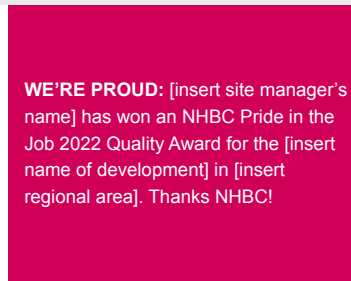 WE'RE PROUD: [insert site manager's
name] has won an NHBC Pride in the
Job 2022 Quality Award for the [insert
name of development] in [insert
regional area]. Thanks NHBC!